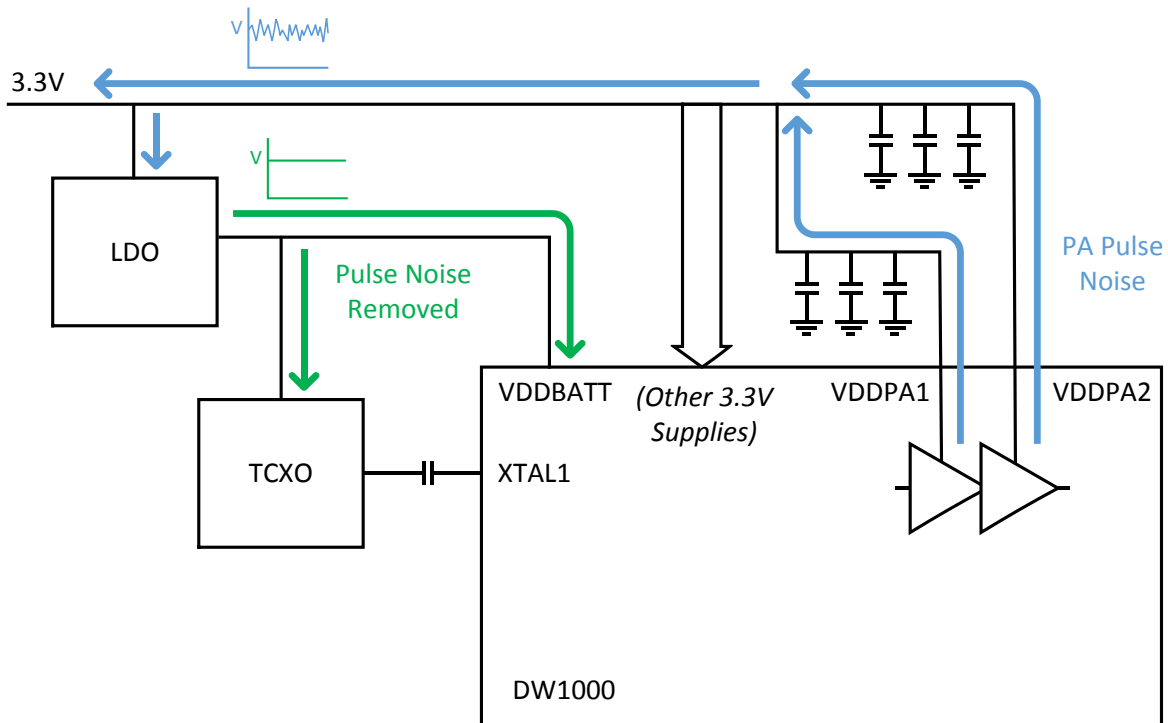 V
3.3V
V
LDO
Pulse Noise
Removed
PA Pulse
Noise
VDDBATT
(Other 3.3V
Supplies)
VDDPA1
VDDPA2
TCXO
XTAL1
DW1000